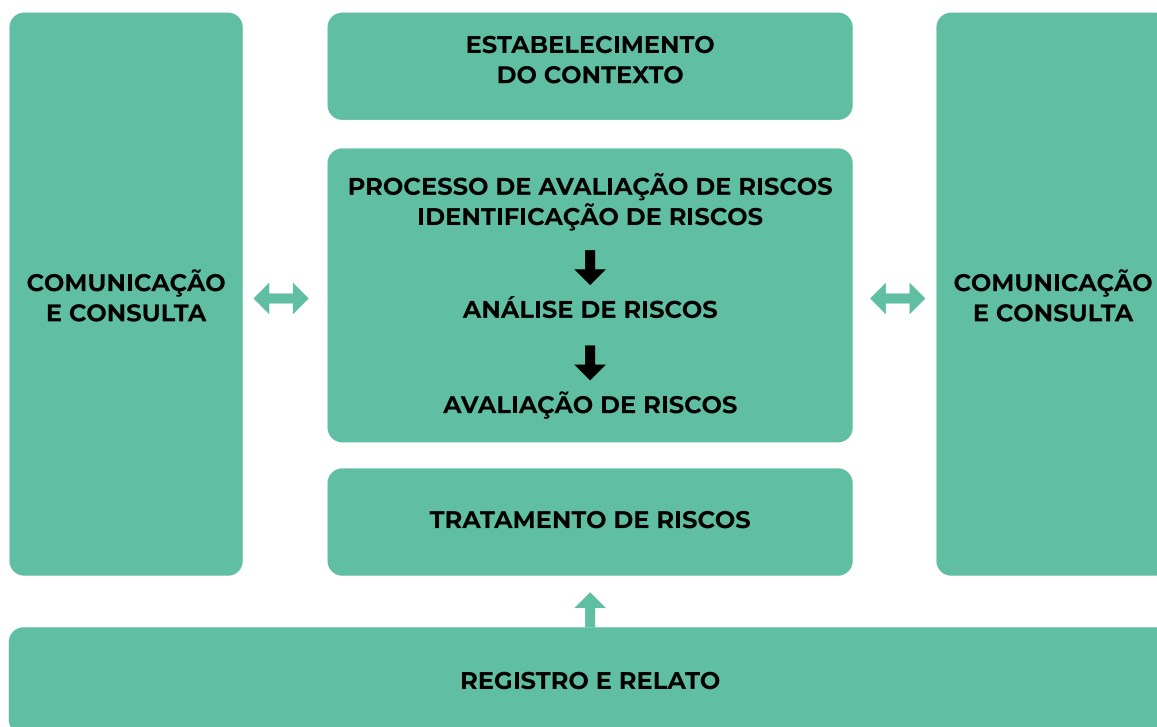 ESTABELECIMENTO
DO CONTEXTO
PROCESSO DE AVALIAÇÃO DE RISCOS
IDENTIFICAÇÃO DE RISCOS
COMUNICAÇÃO
E CONSULTA
ANÁLISE DE RISCOS
COMUNICAÇÃO
E CONSULTA
AVALIAÇÃO DE RISCOS
TRATAMENTO DE RISCOS
REGISTRO E RELATO